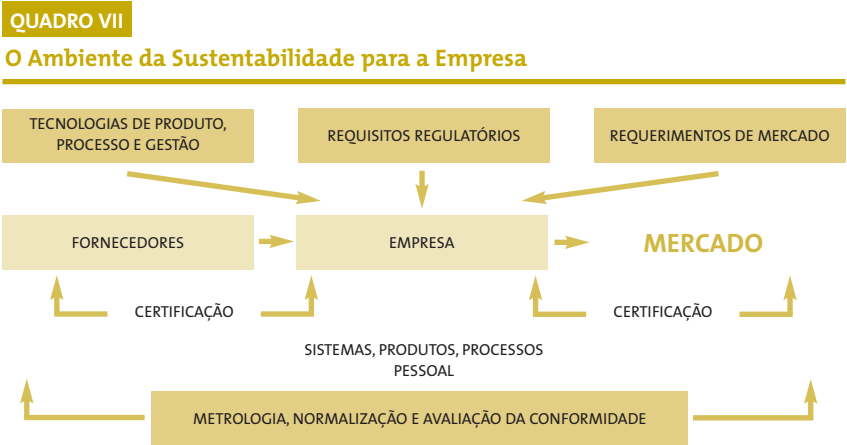 QUADRO VII
O Ambiente da Sustentabilidade para a Empresa
TECNOLOGIAS DE PRODUTO,
PROCESSO E GESTÃO
REQUISITOS REGULATÓRIOS
REQUERIMENTOS DE MERCADO
FORNECEDORES
EMPRESA
MERCADO
CERTIFICAÇÃO
CERTIFICAÇÃO
SISTEMAS, PRODUTOS, PROCESSOS
PESSOAL
METROLOGIA, NORMALIZAÇÃO E AVALIAÇÃO DA CONFORMIDADE